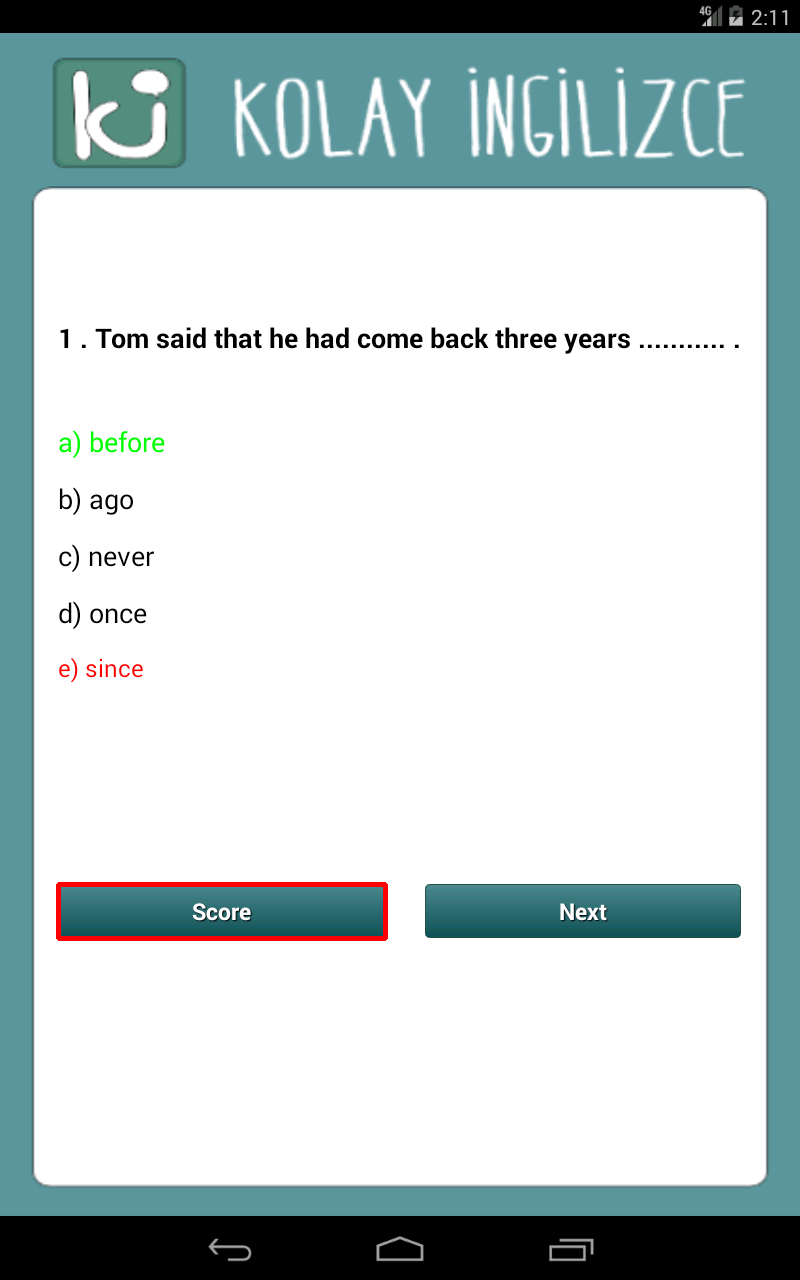 4G 2:11
ki KOLAY İNGİLİZCE
1 . Tom said that he had come back three years ........... .
a) before
b) ago
c) never
d) once
e) since
Score Next